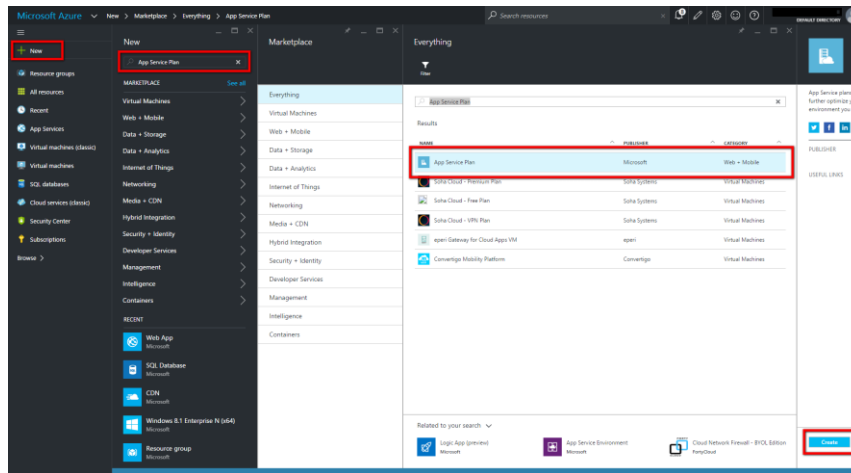 Microsoft Azure
New > Marketplace > Everything > App Service Plan
Search resources
DEFAULT DIRECTORY
New
Resource groups
All resources
Recent
App Services
Virtual machines (classic)
Virtual machines
SQL databases
Cloud services (classic)
Security Center
Subscriptions
Browse >
New
App Service Plan
MARKETPLACE
See all
Virtual Machines
Web + Mobile
Data + Storage
Data + Analytics
Internet of Things
Networking
Media + CDN
Hybrid Integration
Security + Identity
Developer Services
Management
Intelligence
Containers
RECENT
Web App
Microsoft
SQL Database
Microsoft
CDN
Microsoft
Windows 8.1 Enterprise N (x64)
Microsoft
Resource group
Microsoft
Marketplace
Everything
Virtual Machines
Web + Mobile
Data + Storage
Data + Analytics
Internet of Things
Networking
Media + CDN
Hybrid Integration
Security + Identity
Developer Services
Management
Intelligence
Containers
Everything
Filter
App Service Plan
Results
NAME PUBLISHER CATEGORY
App Service Plan Microsoft Web + Mobile
Soha Cloud - Premium Plan Soha Systems Virtual Machines
Soha Cloud - Free Plan Soha Systems Virtual Machines
Soha Cloud - VPN Plan Soha Systems Virtual Machines
eperi Gateway for Cloud Apps VM eperi Virtual Machines
Convertigo Mobility Platform Convertigo Virtual Machines
Related to your search
Logic App (preview)
Microsoft
App Service Environment
Microsoft
Cloud Network Firewall - BYOL Edition
FortyCloud
App Service plans
further optimize
environment you
PUBLISHER
USEFUL LINKS
Create